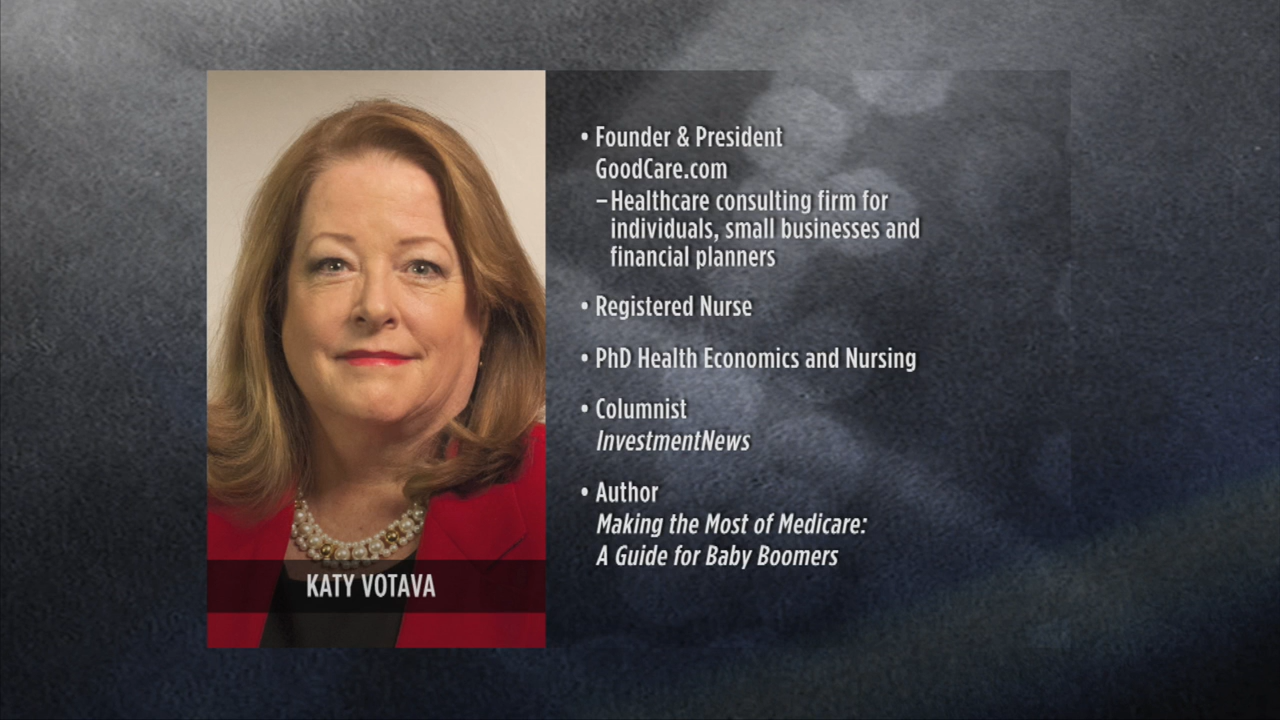 • Founder & President
GoodCare.com
– Healthcare consulting firm for
individuals, small businesses and
financial planners
• Registered Nurse
• PhD Health Economics and Nursing
• Columnist
InvestmentNews
• Author
Making the Most of Medicare:
A Guide for Baby Boomers
KATY VOTAVA